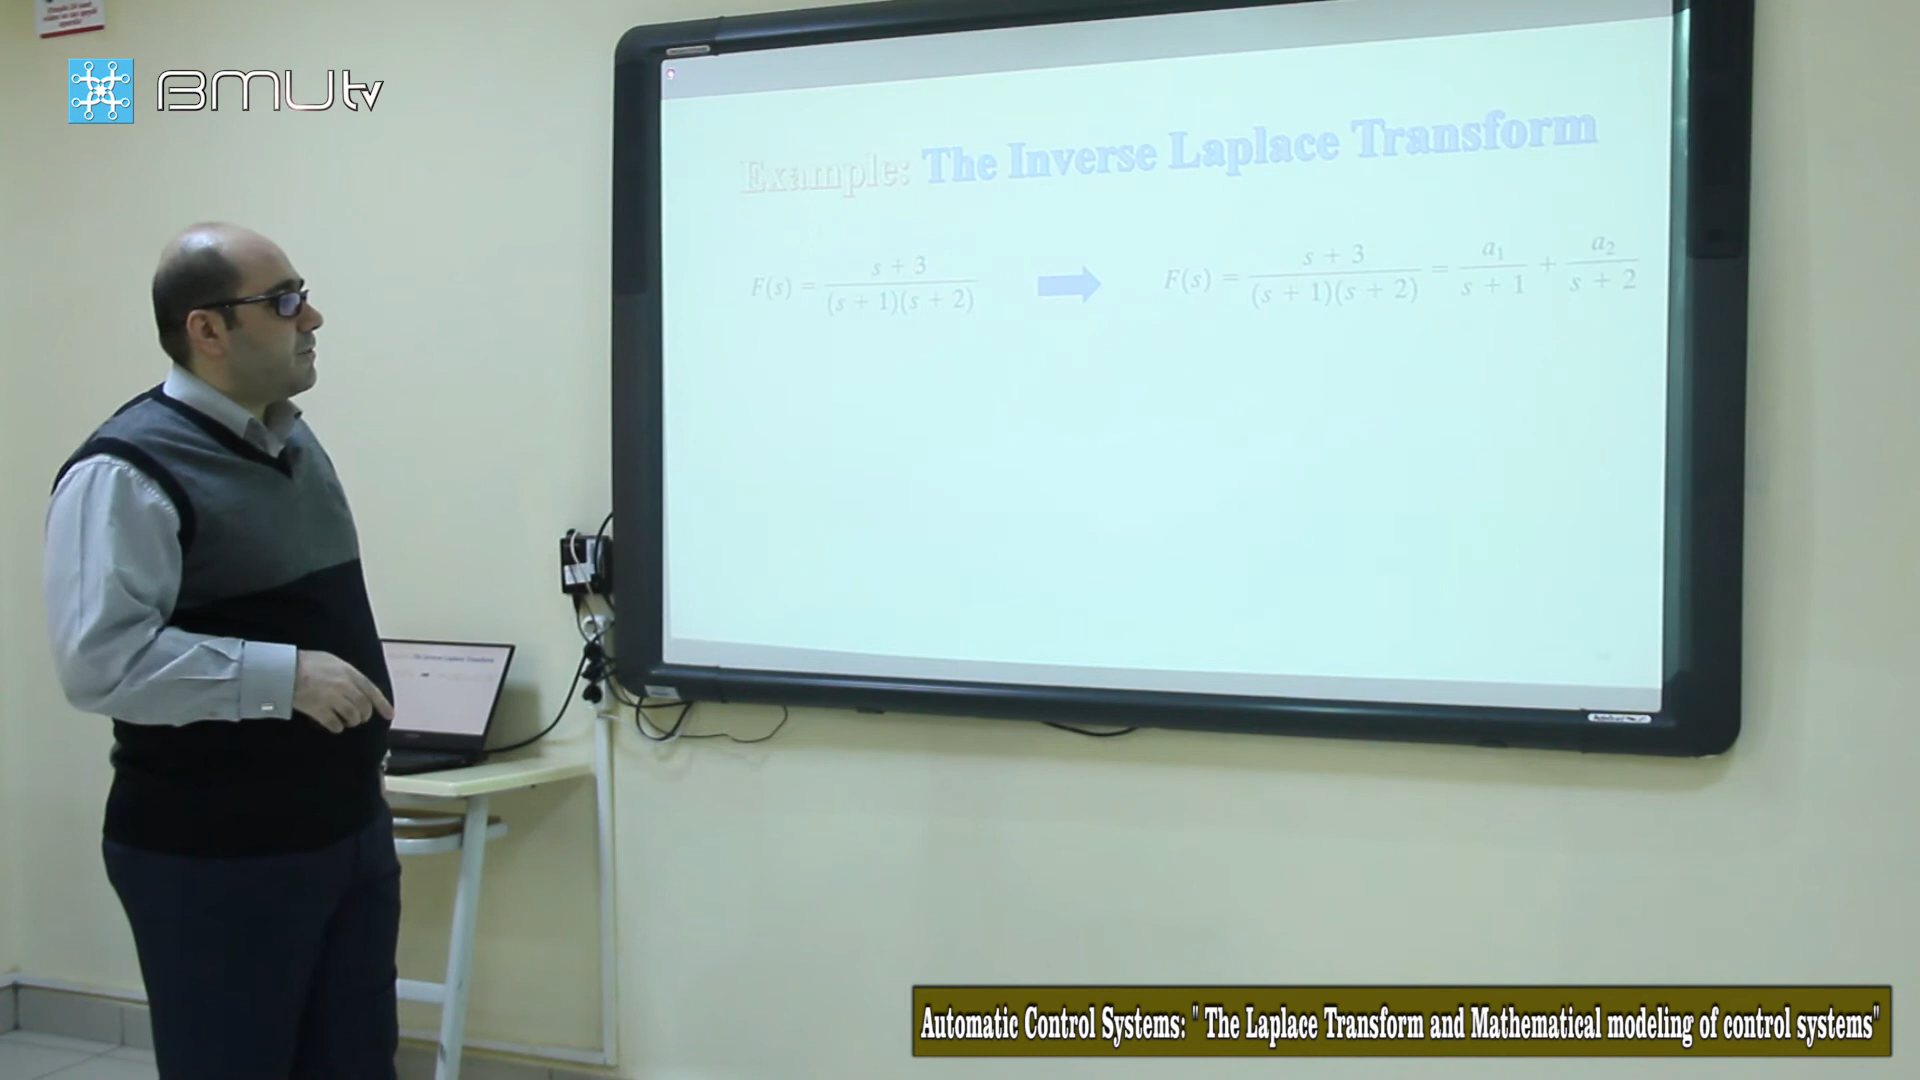 BMUtv
Example: The Inverse Laplace Transform
F(s) = s + 3 / (s + 1)(s + 2)
F(s) = s + 3 / (s + 1)(s + 2) = a₁ / s + 1 + a₂ / s + 2
Automatic Control Systems: " The Laplace Transform and Mathematical modeling of control systems"